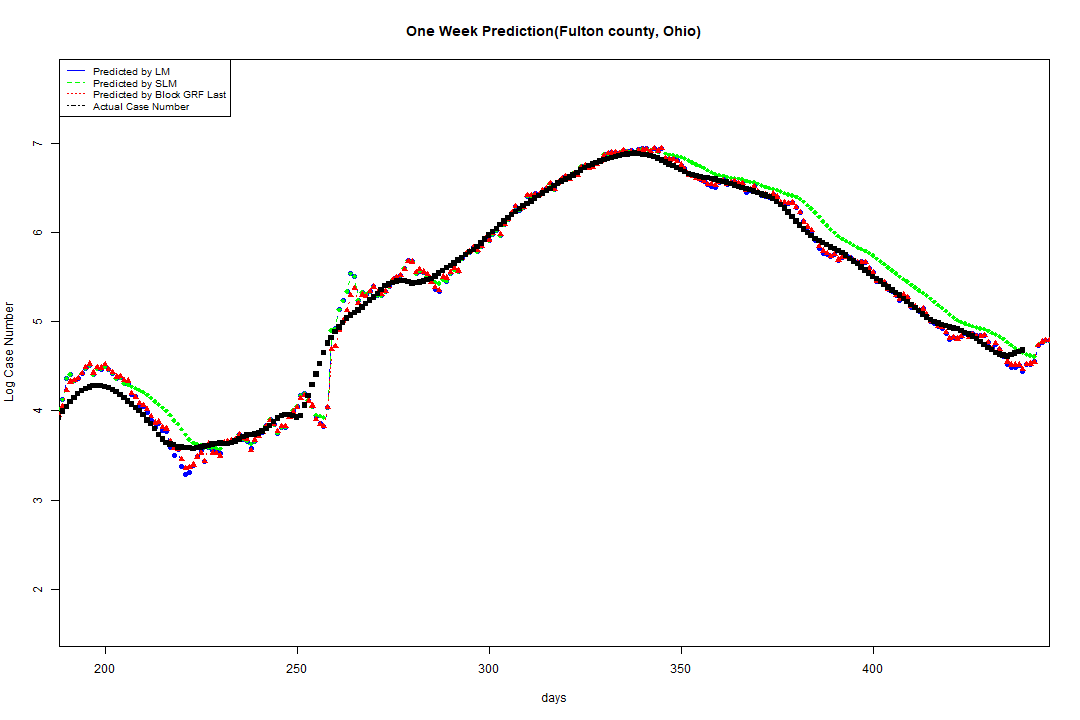 One Week Prediction(Fulton county, Ohio)
Predicted by LM
Predicted by SLM
Predicted by Block GRF Last
Actual Case Number
7
6
5
4
3
2
Log Case Number
200 250 300 350 400
days